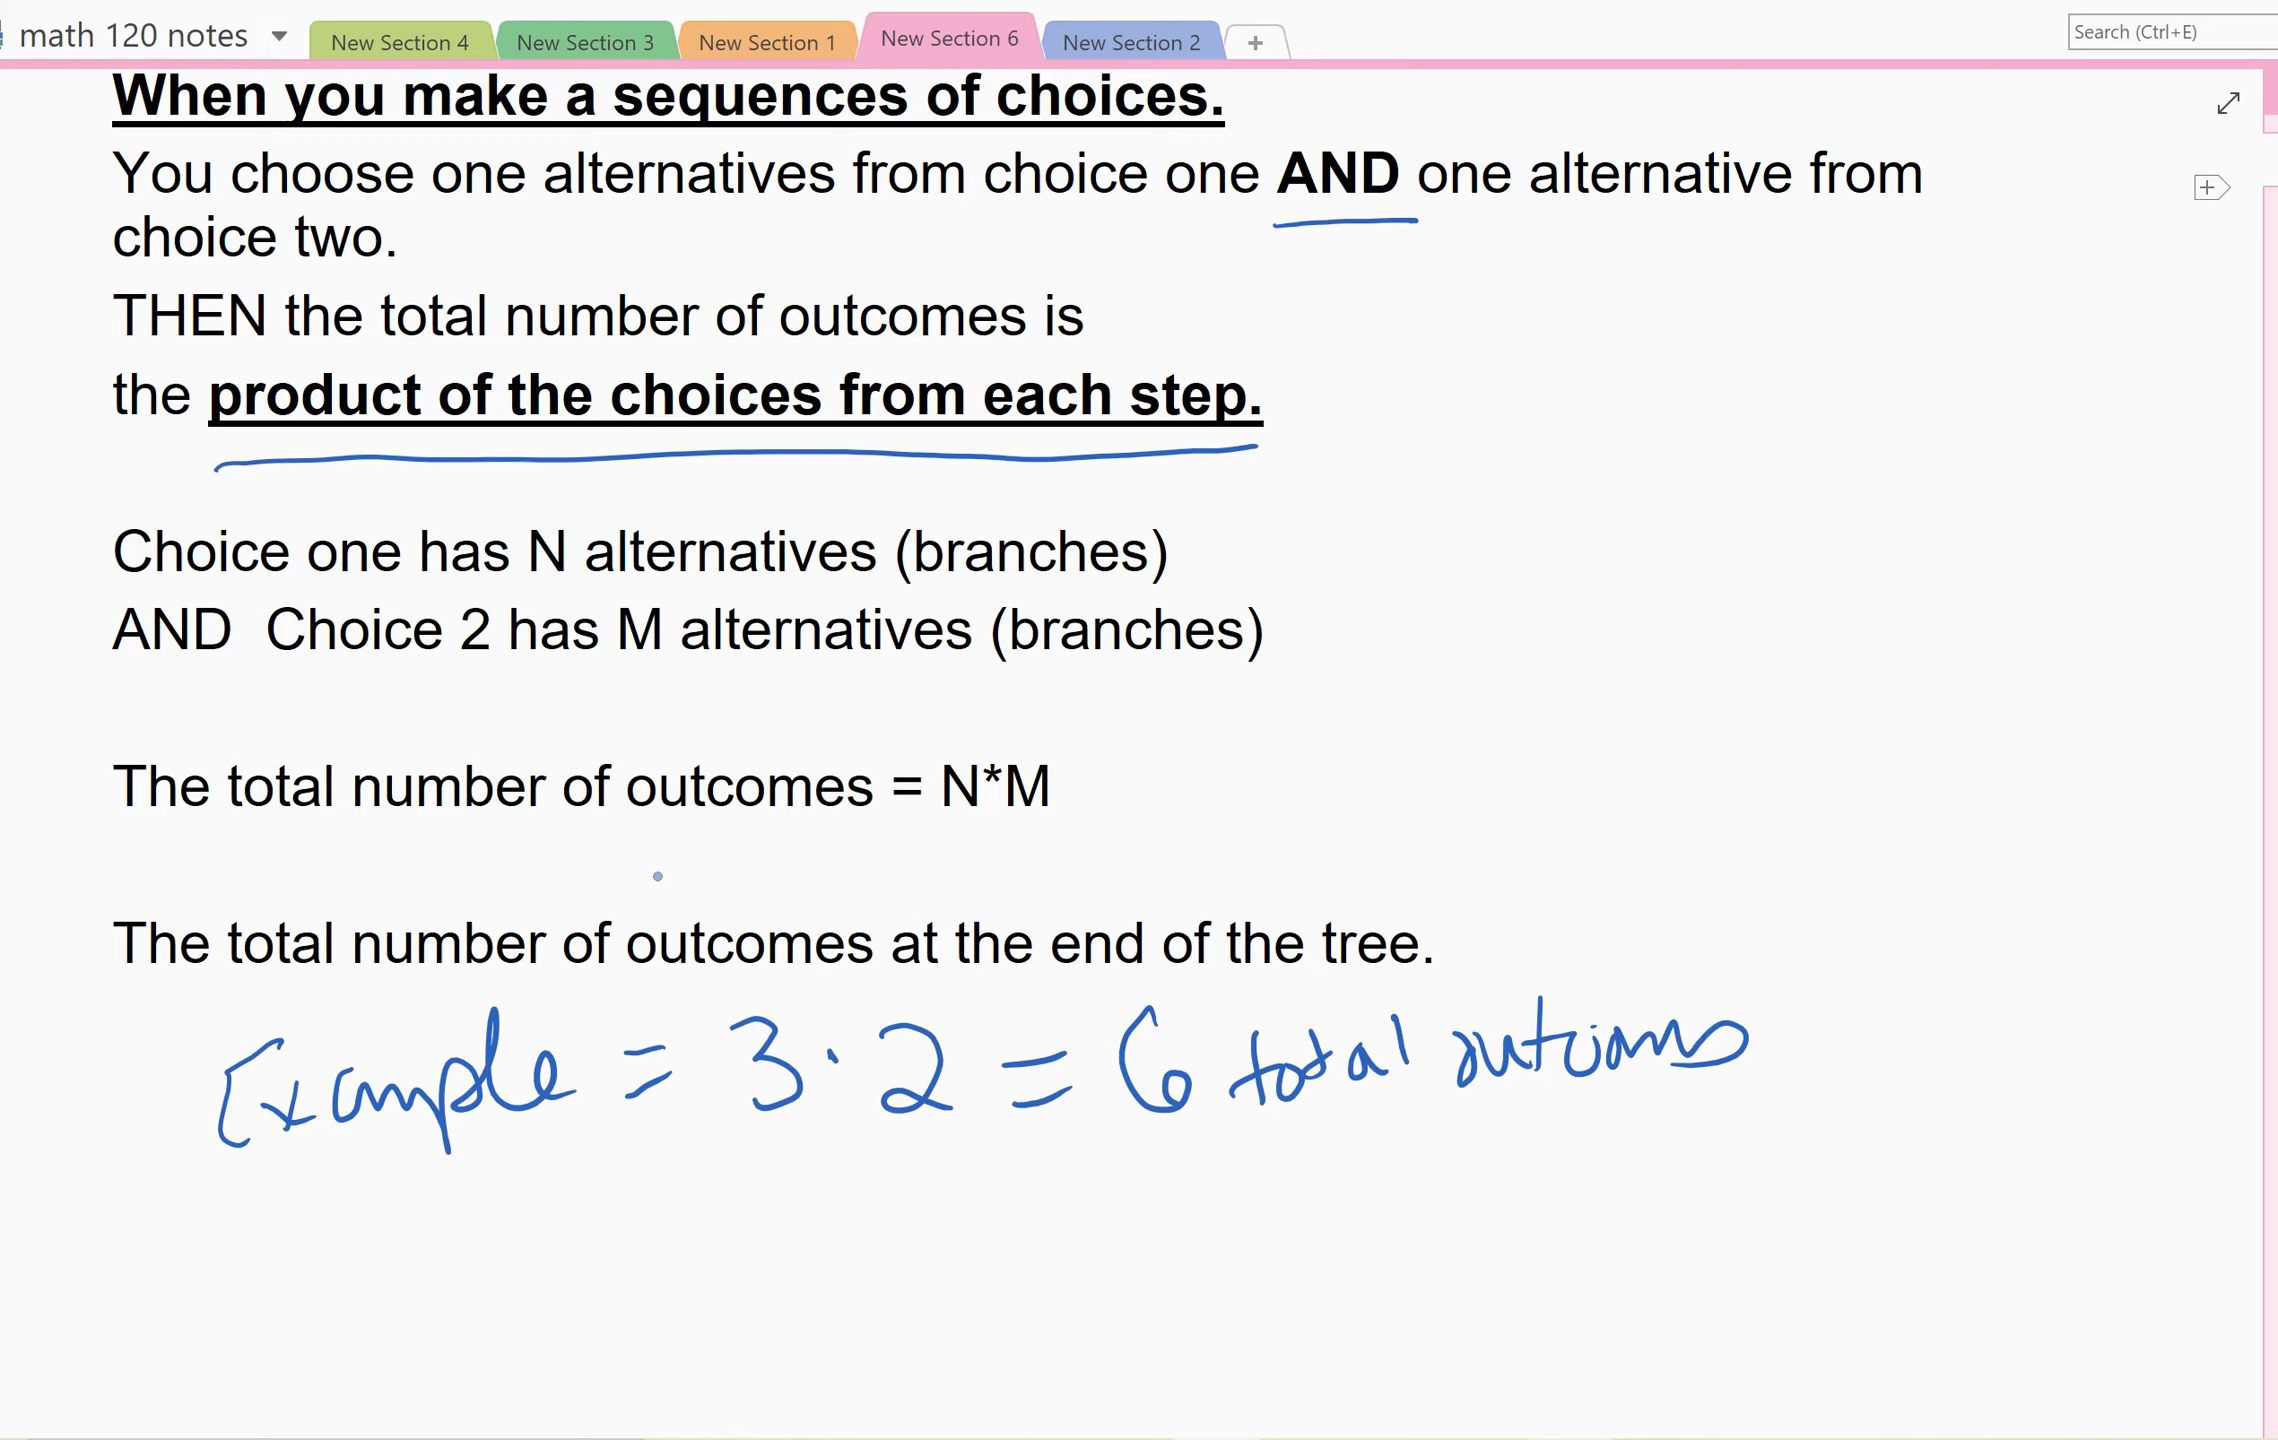 math 120 notes New Section 4 New Section 3 New Section 1 New Section 6 New Section 2 + Search (Ctrl+E)
When you make a sequences of choices.
You choose one alternatives from choice one AND one alternative from
choice two.
THEN the total number of outcomes is
the product of the choices from each step.
Choice one has N alternatives (branches)
AND Choice 2 has M alternatives (branches)
The total number of outcomes = N*M
The total number of outcomes at the end of the tree.
Example = 3 · 2 = 6 total outcoms